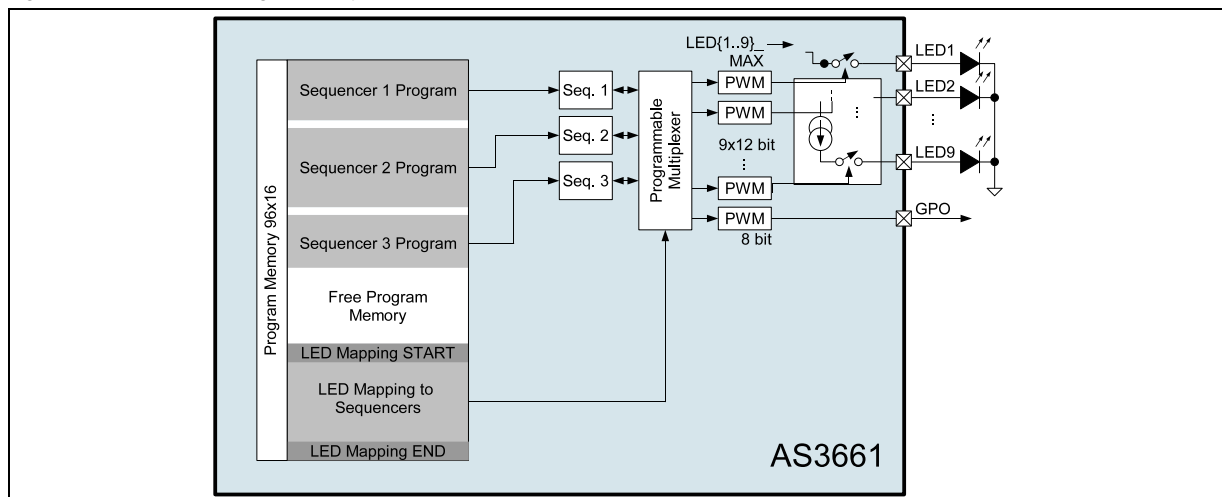 Program Memory 96x16
Sequencer 1 Program
Sequencer 2 Program
Sequencer 3 Program
Free Program
Memory
LED Mapping START
LED Mapping to
Sequencers
LED Mapping END
Seq. 1
Seq. 2
Seq. 3
Programmable
Multiplexer
LED{1..9}_
MAX
PWM
PWM
9x12 bit
...
PWM
PWM
8 bit
...
LED1
LED2
...
LED9
GPO
AS3661